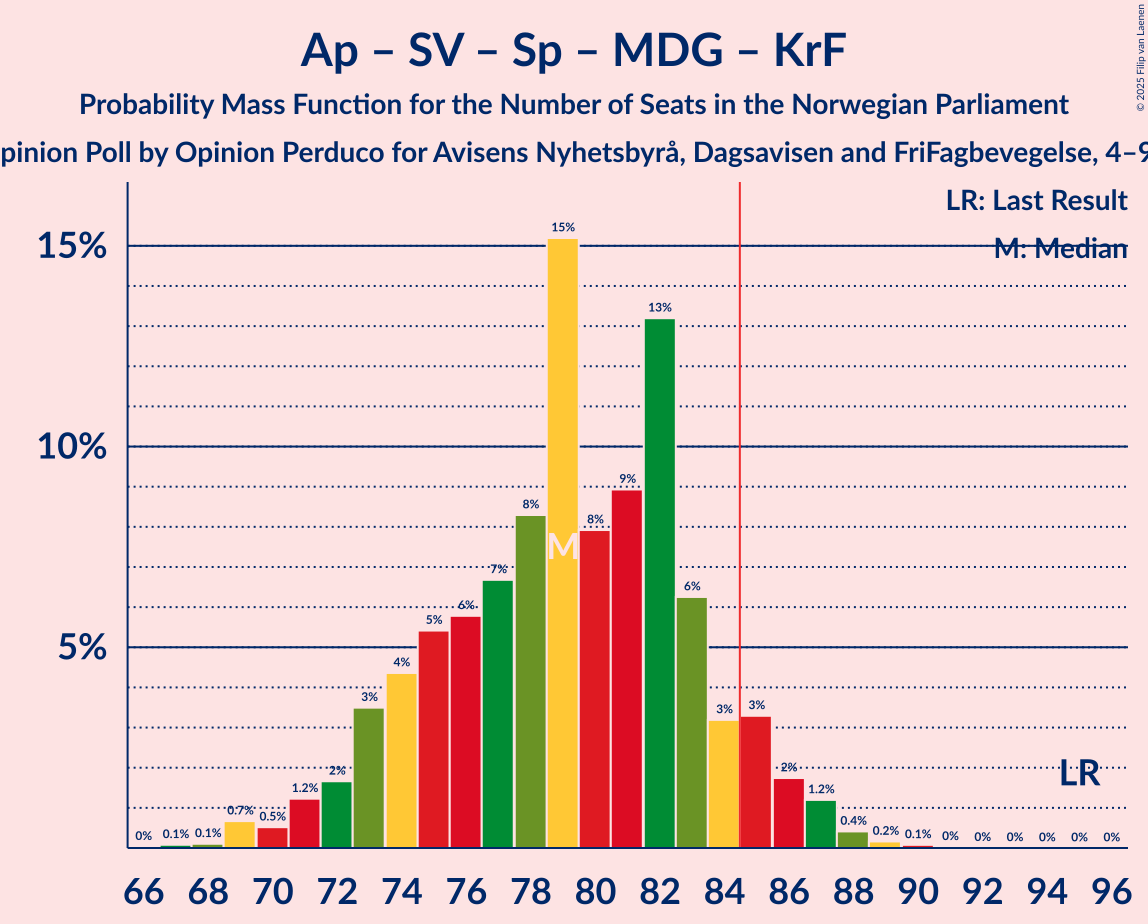 Ap – SV – Sp – MDG – KrF
Probability Mass Function for the Number of Seats in the Norwegian Parliament
pinion Poll by Opinion Perduco for Avisens Nyhetsbyrå, Dagsavisen and FriFagbevegelse, 4–9
© 2025 Filip van Laenen
LR: Last Result
M: Median
15%
10%
5%
0% 0.1% 0.1% 0.7% 0.5% 1.2% 2% 3% 4% 5% 6% 7% 8% 15% 8% 9% 13% 6% 3% 3% 2% 1.2% 0.4% 0.2% 0.1% 0% 0% 0% 0% 0% 0%
M
LR
66 68 70 72 74 76 78 80 82 84 86 88 90 92 94 96